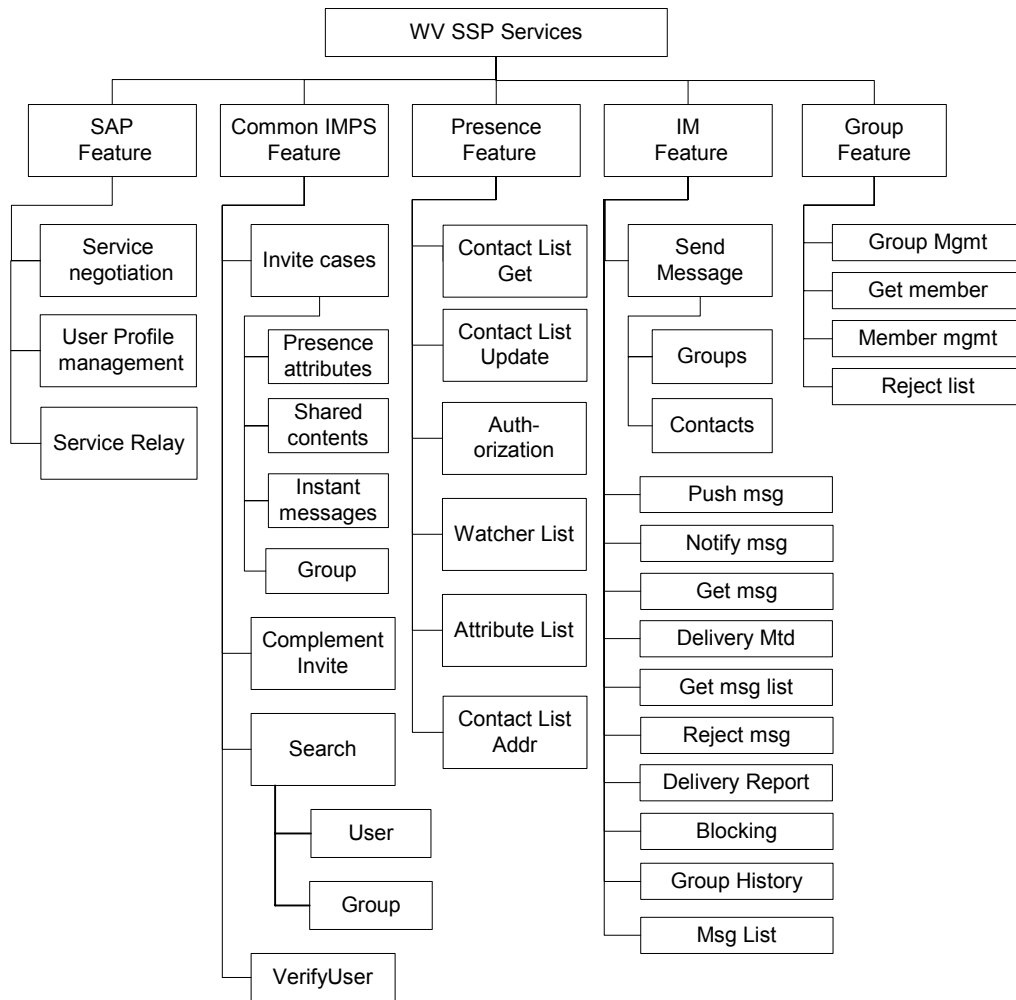 WV SSP Services
SAP
Feature
Common IMPS
Feature
Presence
Feature
IM
Feature
Group
Feature
Service
negotiation
User Profile
management
Service Relay
Invite cases
Presence
attributes
Shared
contents
Instant
messages
Group
Complement
Invite
Search
User
Group
VerifyUser
Contact List
Get
Contact List
Update
Auth-
orization
Watcher List
Attribute List
Contact List
Addr
Send
Message
Groups
Contacts
Push msg
Notify msg
Get msg
Delivery Mtd
Get msg list
Reject msg
Delivery Report
Blocking
Group History
Msg List
Group Mgmt
Get member
Member mgmt
Reject list